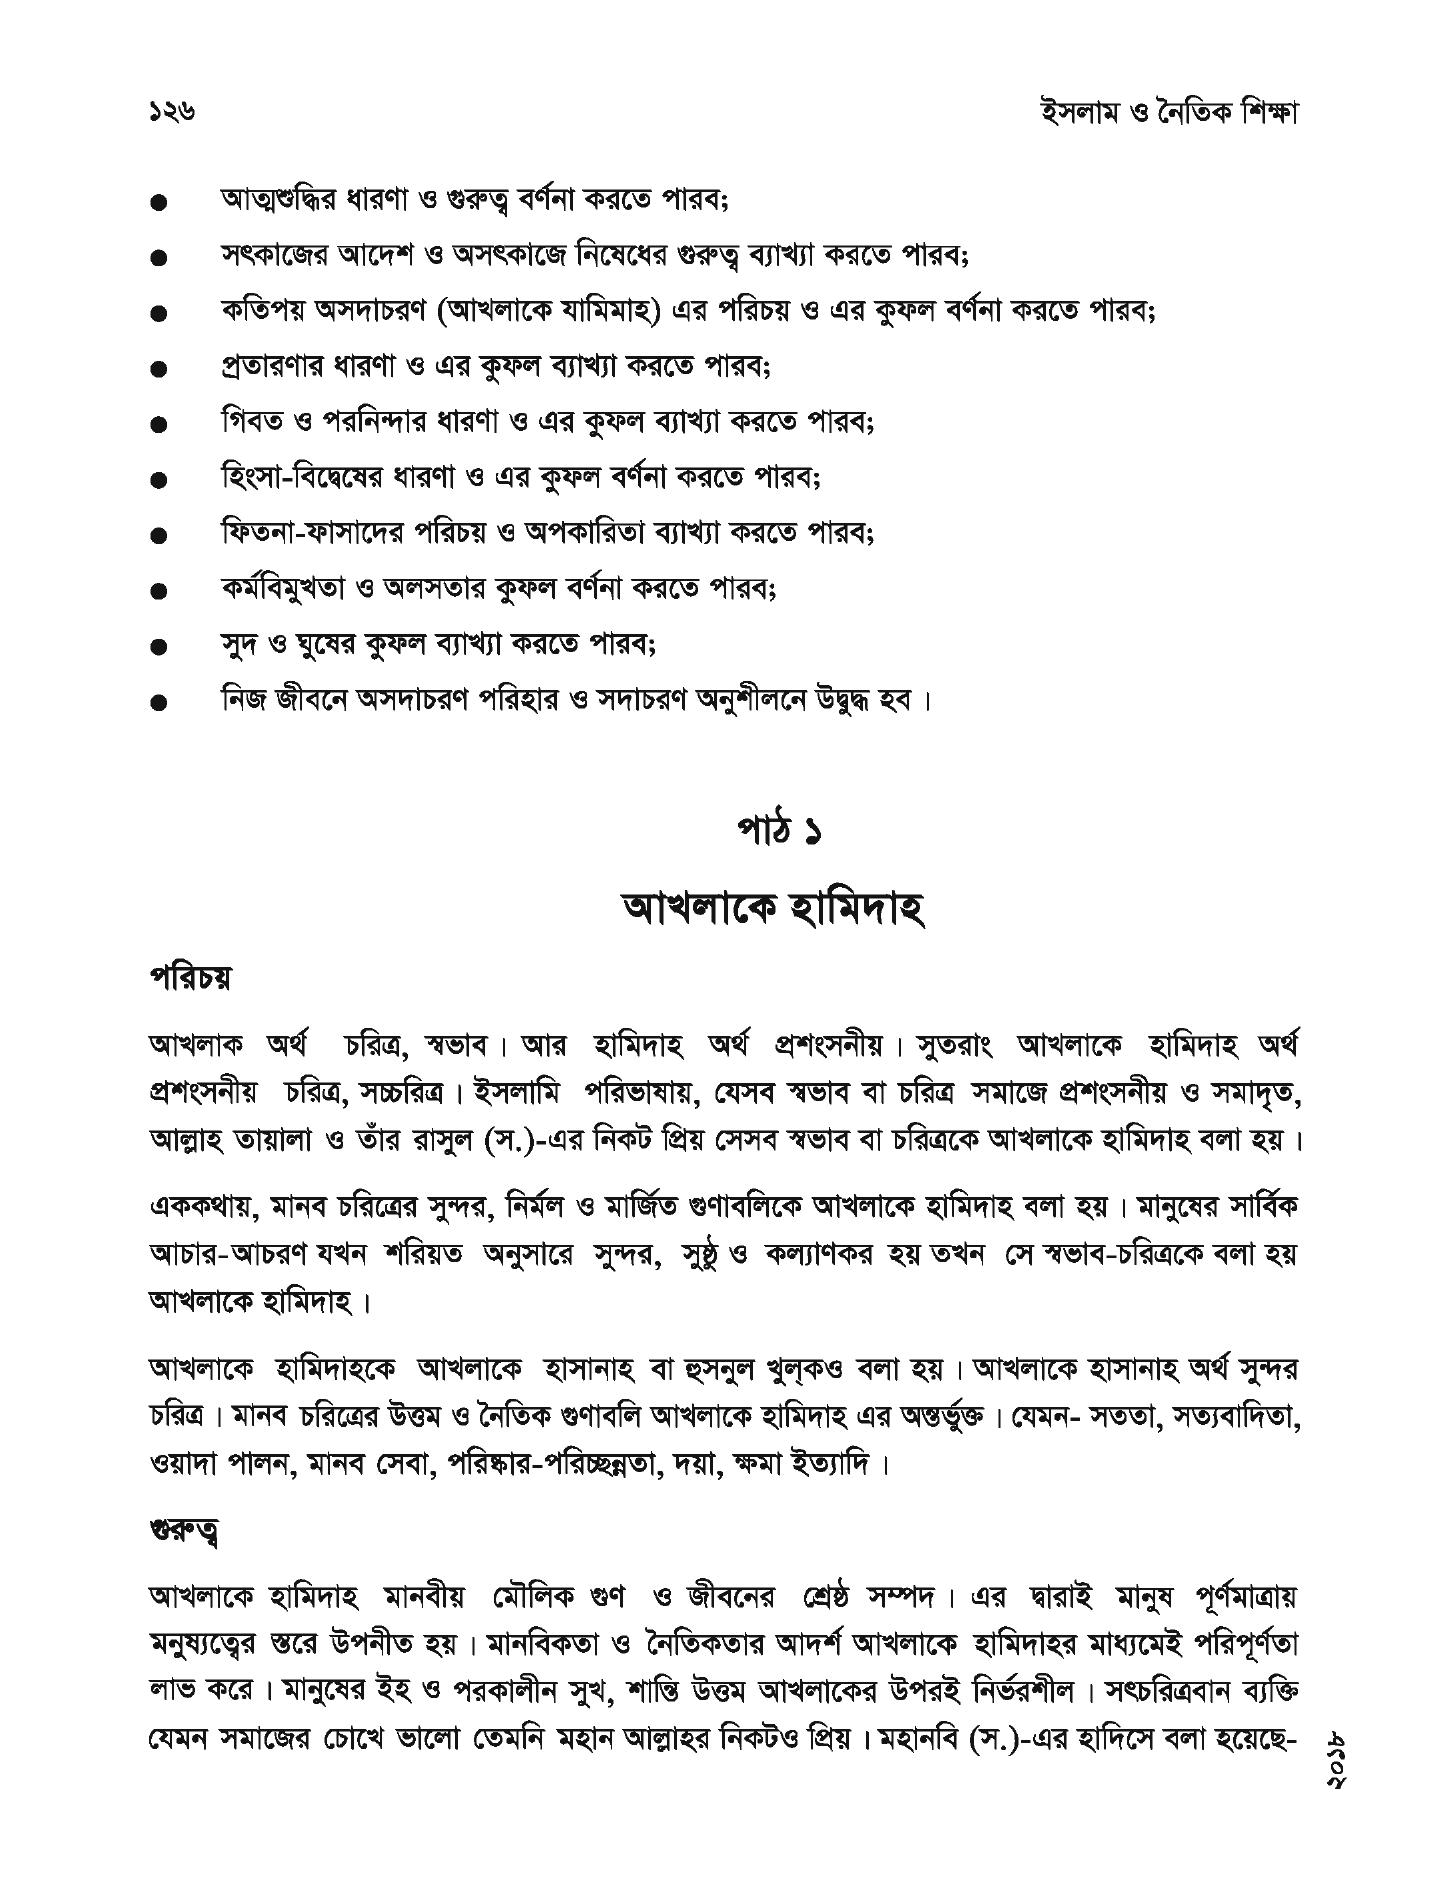 ১২৬
ইসলাম ও নৈতিক শিক্ষা
● আত্মশুদ্ধির ধারণা ও গুরুত্ব বর্ণনা করতে পারব;
● সৎকাজের আদেশ ও অসৎকাজে নিষেধের গুরুত্ব ব্যাখ্যা করতে পারব;
● কতিপয় অসদাচরণ (আখলাকে যামিমাহ) এর পরিচয় ও এর কুফল বর্ণনা করতে পারব;
● প্রতারণার ধারণা ও এর কুফল ব্যাখ্যা করতে পারব;
● গিবত ও পরনিন্দার ধারণা ও এর কুফল ব্যাখ্যা করতে পারব;
● হিংসা-বিদ্বেষের ধারণা ও এর কুফল বর্ণনা করতে পারব;
● ফিতনা-ফাসাদের পরিচয় ও অপকারিতা ব্যাখ্যা করতে পারব;
● কর্মবিমুখতা ও অলসতার কুফল বর্ণনা করতে পারব;
● সুদ ও ঘুষের কুফল ব্যাখ্যা করতে পারব;
● নিজ জীবনে অসদাচরণ পরিহার ও সদাচরণ অনুশীলনে উদ্বুদ্ধ হব।
পাঠ ১
আখলাকে হামিদাহ
পরিচয়
আখলাক অর্থ চরিত্র, স্বভাব। আর হামিদাহ অর্থ প্রশংসনীয়। সুতরাং আখলাকে হামিদাহ অর্থ
প্রশংসনীয় চরিত্র, সচ্চরিত্র। ইসলামি পরিভাষায়, যেসব স্বভাব বা চরিত্র সমাজে প্রশংসনীয় ও সমাদৃত,
আল্লাহ তায়ালা ও তাঁর রাসুল (স.)-এর নিকট প্রিয় সেসব স্বভাব বা চরিত্রকে আখলাকে হামিদাহ বলা হয়।
এককথায়, মানব চরিত্রের সুন্দর, নির্মল ও মার্জিত গুণাবলিকে আখলাকে হামিদাহ বলা হয়। মানুষের সার্বিক
আচার-আচরণ যখন শরিয়ত অনুসারে সুন্দর, সুষ্ঠু ও কল্যাণকর হয় তখন সে স্বভাব-চরিত্রকে বলা হয়
আখলাকে হামিদাহ।
আখলাকে হামিদাহকে আখলাকে হাসানাহ বা হুসনুল খুল্‌কও বলা হয়। আখলাকে হাসানাহ অর্থ সুন্দর
চরিত্র। মানব চরিত্রের উত্তম ও নৈতিক গুণাবলি আখলাকে হামিদাহ এর অন্তর্ভুক্ত। যেমন- সততা, সত্যবাদিতা,
ওয়াদা পালন, মানব সেবা, পরিষ্কার-পরিচ্ছন্নতা, দয়া, ক্ষমা ইত্যাদি।
গুরুত্ব
আখলাকে হামিদাহ মানবীয় মৌলিক গুণ ও জীবনের শ্রেষ্ঠ সম্পদ। এর দ্বারাই মানুষ পূর্ণমাত্রায়
মনুষ্যত্বের স্তরে উপনীত হয়। মানবিকতা ও নৈতিকতার আদর্শ আখলাকে হামিদাহর মাধ্যমেই পরিপূর্ণতা
লাভ করে। মানুষের ইহ ও পরকালীন সুখ, শান্তি উত্তম আখলাকের উপরই নির্ভরশীল। সৎচরিত্রবান ব্যক্তি
যেমন সমাজের চোখে ভালো তেমনি মহান আল্লাহর নিকটও প্রিয়। মহানবি (স.)-এর হাদিসে বলা হয়েছে-
২০১৮